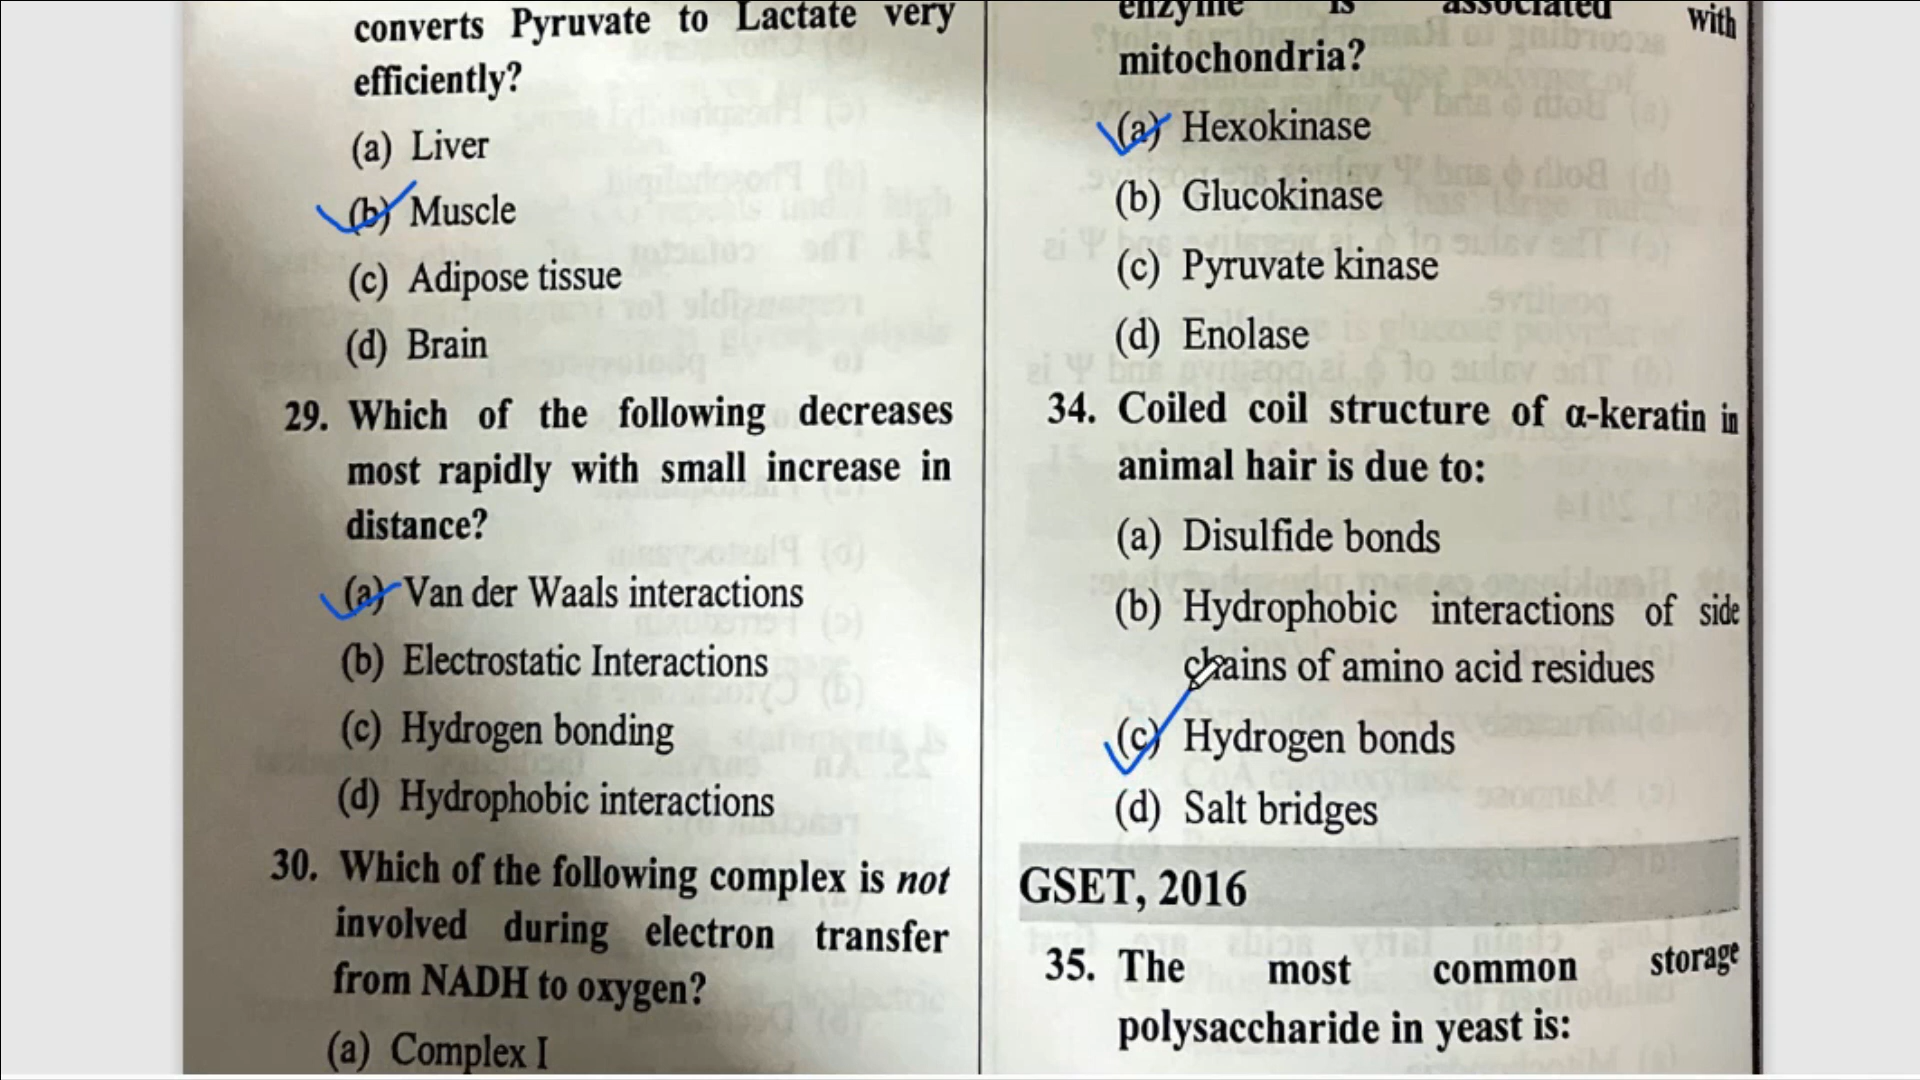 converts Pyruvate to Lactate very
efficiently?
(a) Liver
(b) Muscle
(c) Adipose tissue
(d) Brain
29. Which of the following decreases
most rapidly with small increase in
distance?
(a) Van der Waals interactions
(b) Electrostatic Interactions
(c) Hydrogen bonding
(d) Hydrophobic interactions
30. Which of the following complex is not
involved during electron transfer
from NADH to oxygen?
(a) Complex I
enzyme is associated with
mitochondria?
(a) Hexokinase
(b) Glucokinase
(c) Pyruvate kinase
(d) Enolase
34. Coiled coil structure of α-keratin in
animal hair is due to:
(a) Disulfide bonds
(b) Hydrophobic interactions of side
chains of amino acid residues
(c) Hydrogen bonds
(d) Salt bridges
GSET, 2016
35. The most common storage
polysaccharide in yeast is: